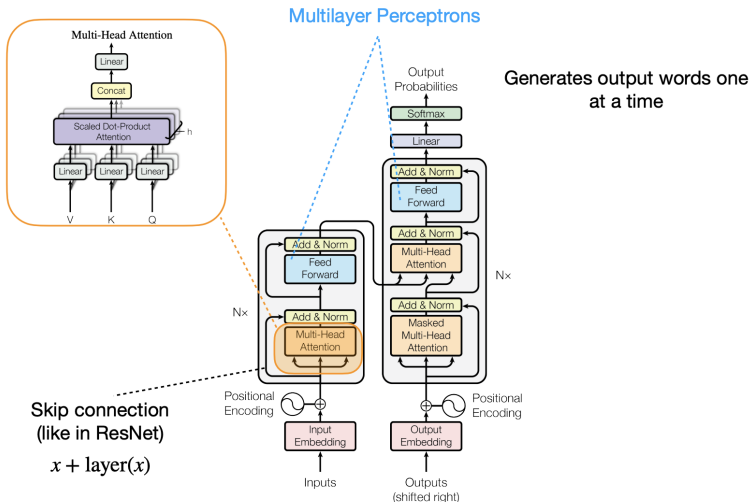 Multilayer Perceptrons
Multi-Head Attention
Linear
Concat
Scaled Dot-Product
Attention
h
Linear
Linear
Linear
V
K
Q
Output
Probabilities
Generates output words one
at a time
Softmax
Linear
Add & Norm
Feed
Forward
Add & Norm
Multi-Head
Attention
Add & Norm
Masked
Multi-Head
Attention
N×
Add & Norm
Feed
Forward
Add & Norm
Multi-Head
Attention
N×
Positional
Encoding
Positional
Encoding
Input
Embedding
Output
Embedding
Inputs
Outputs
(shifted right)
Skip connection
(like in ResNet)
x + layer(x)